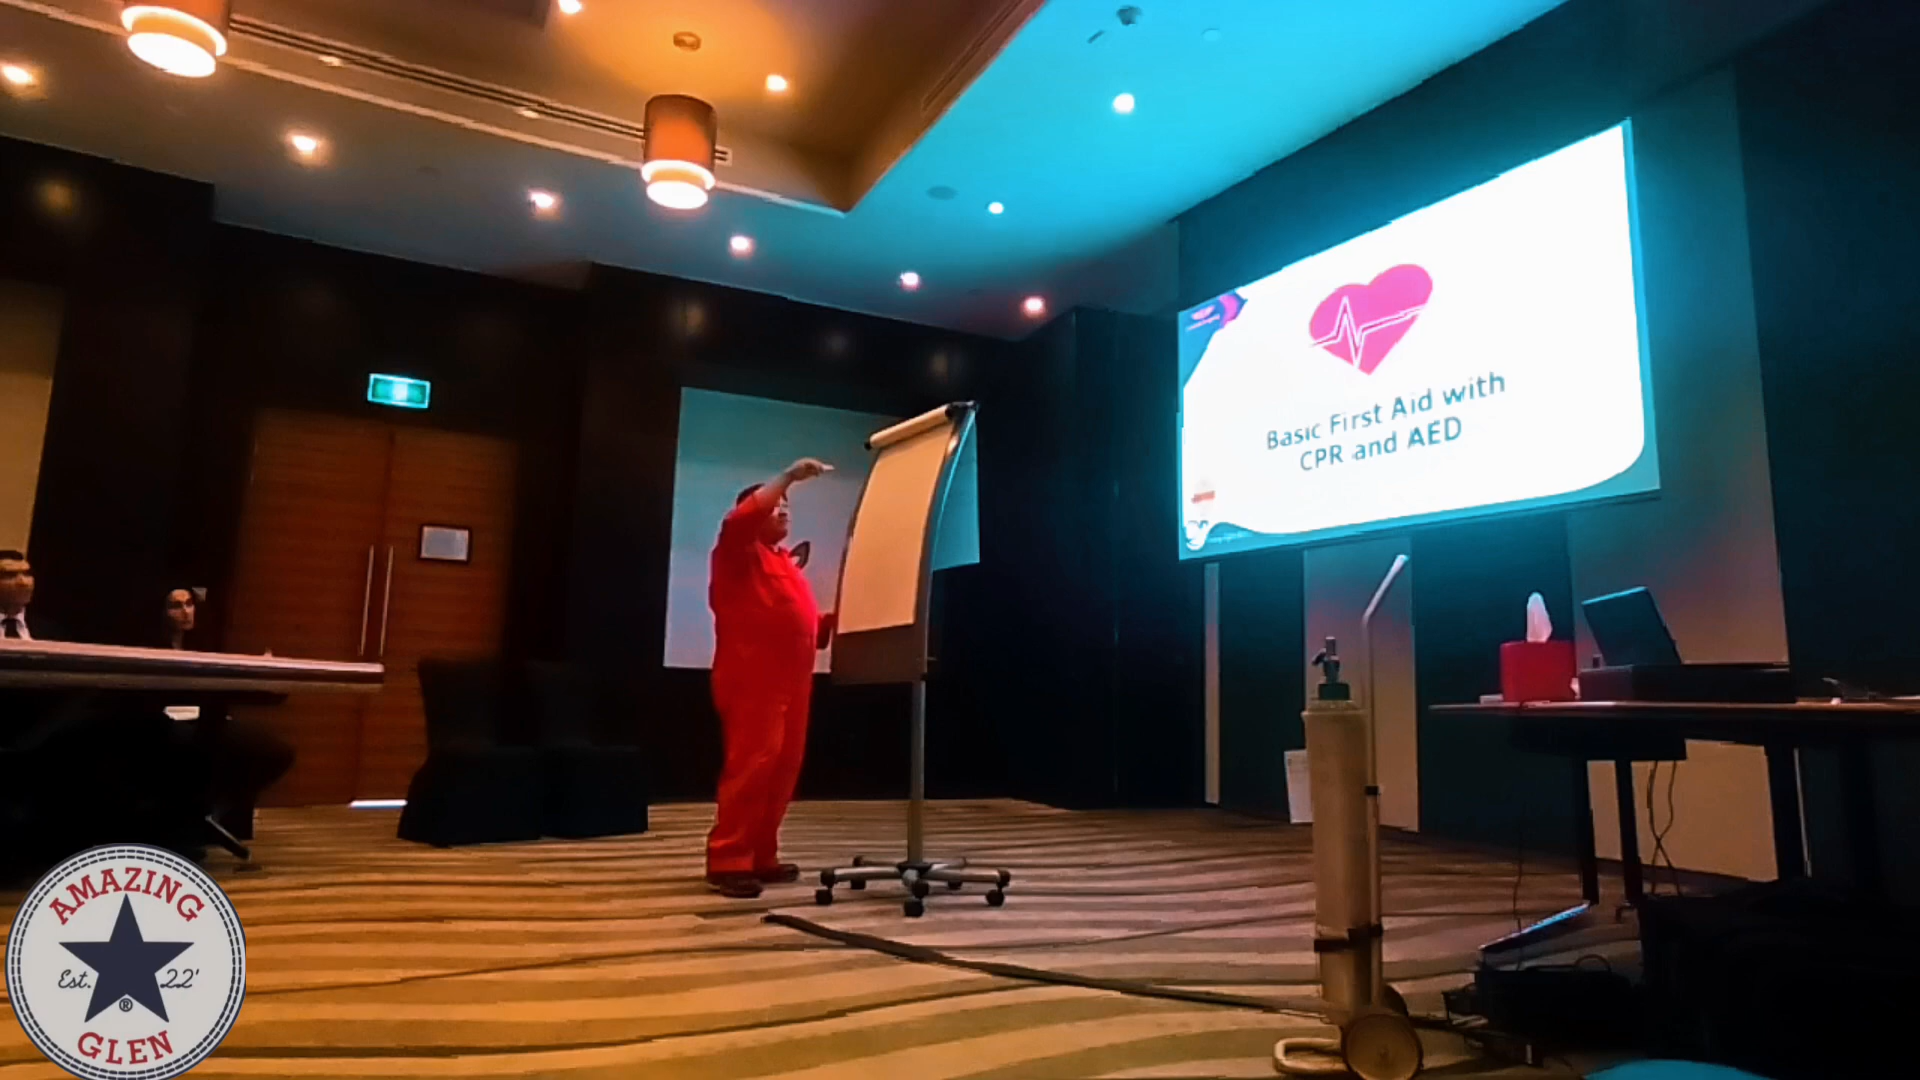 Basic First Aid with
CPR and AED
AMAZING
Est. 22'
®
GLEN